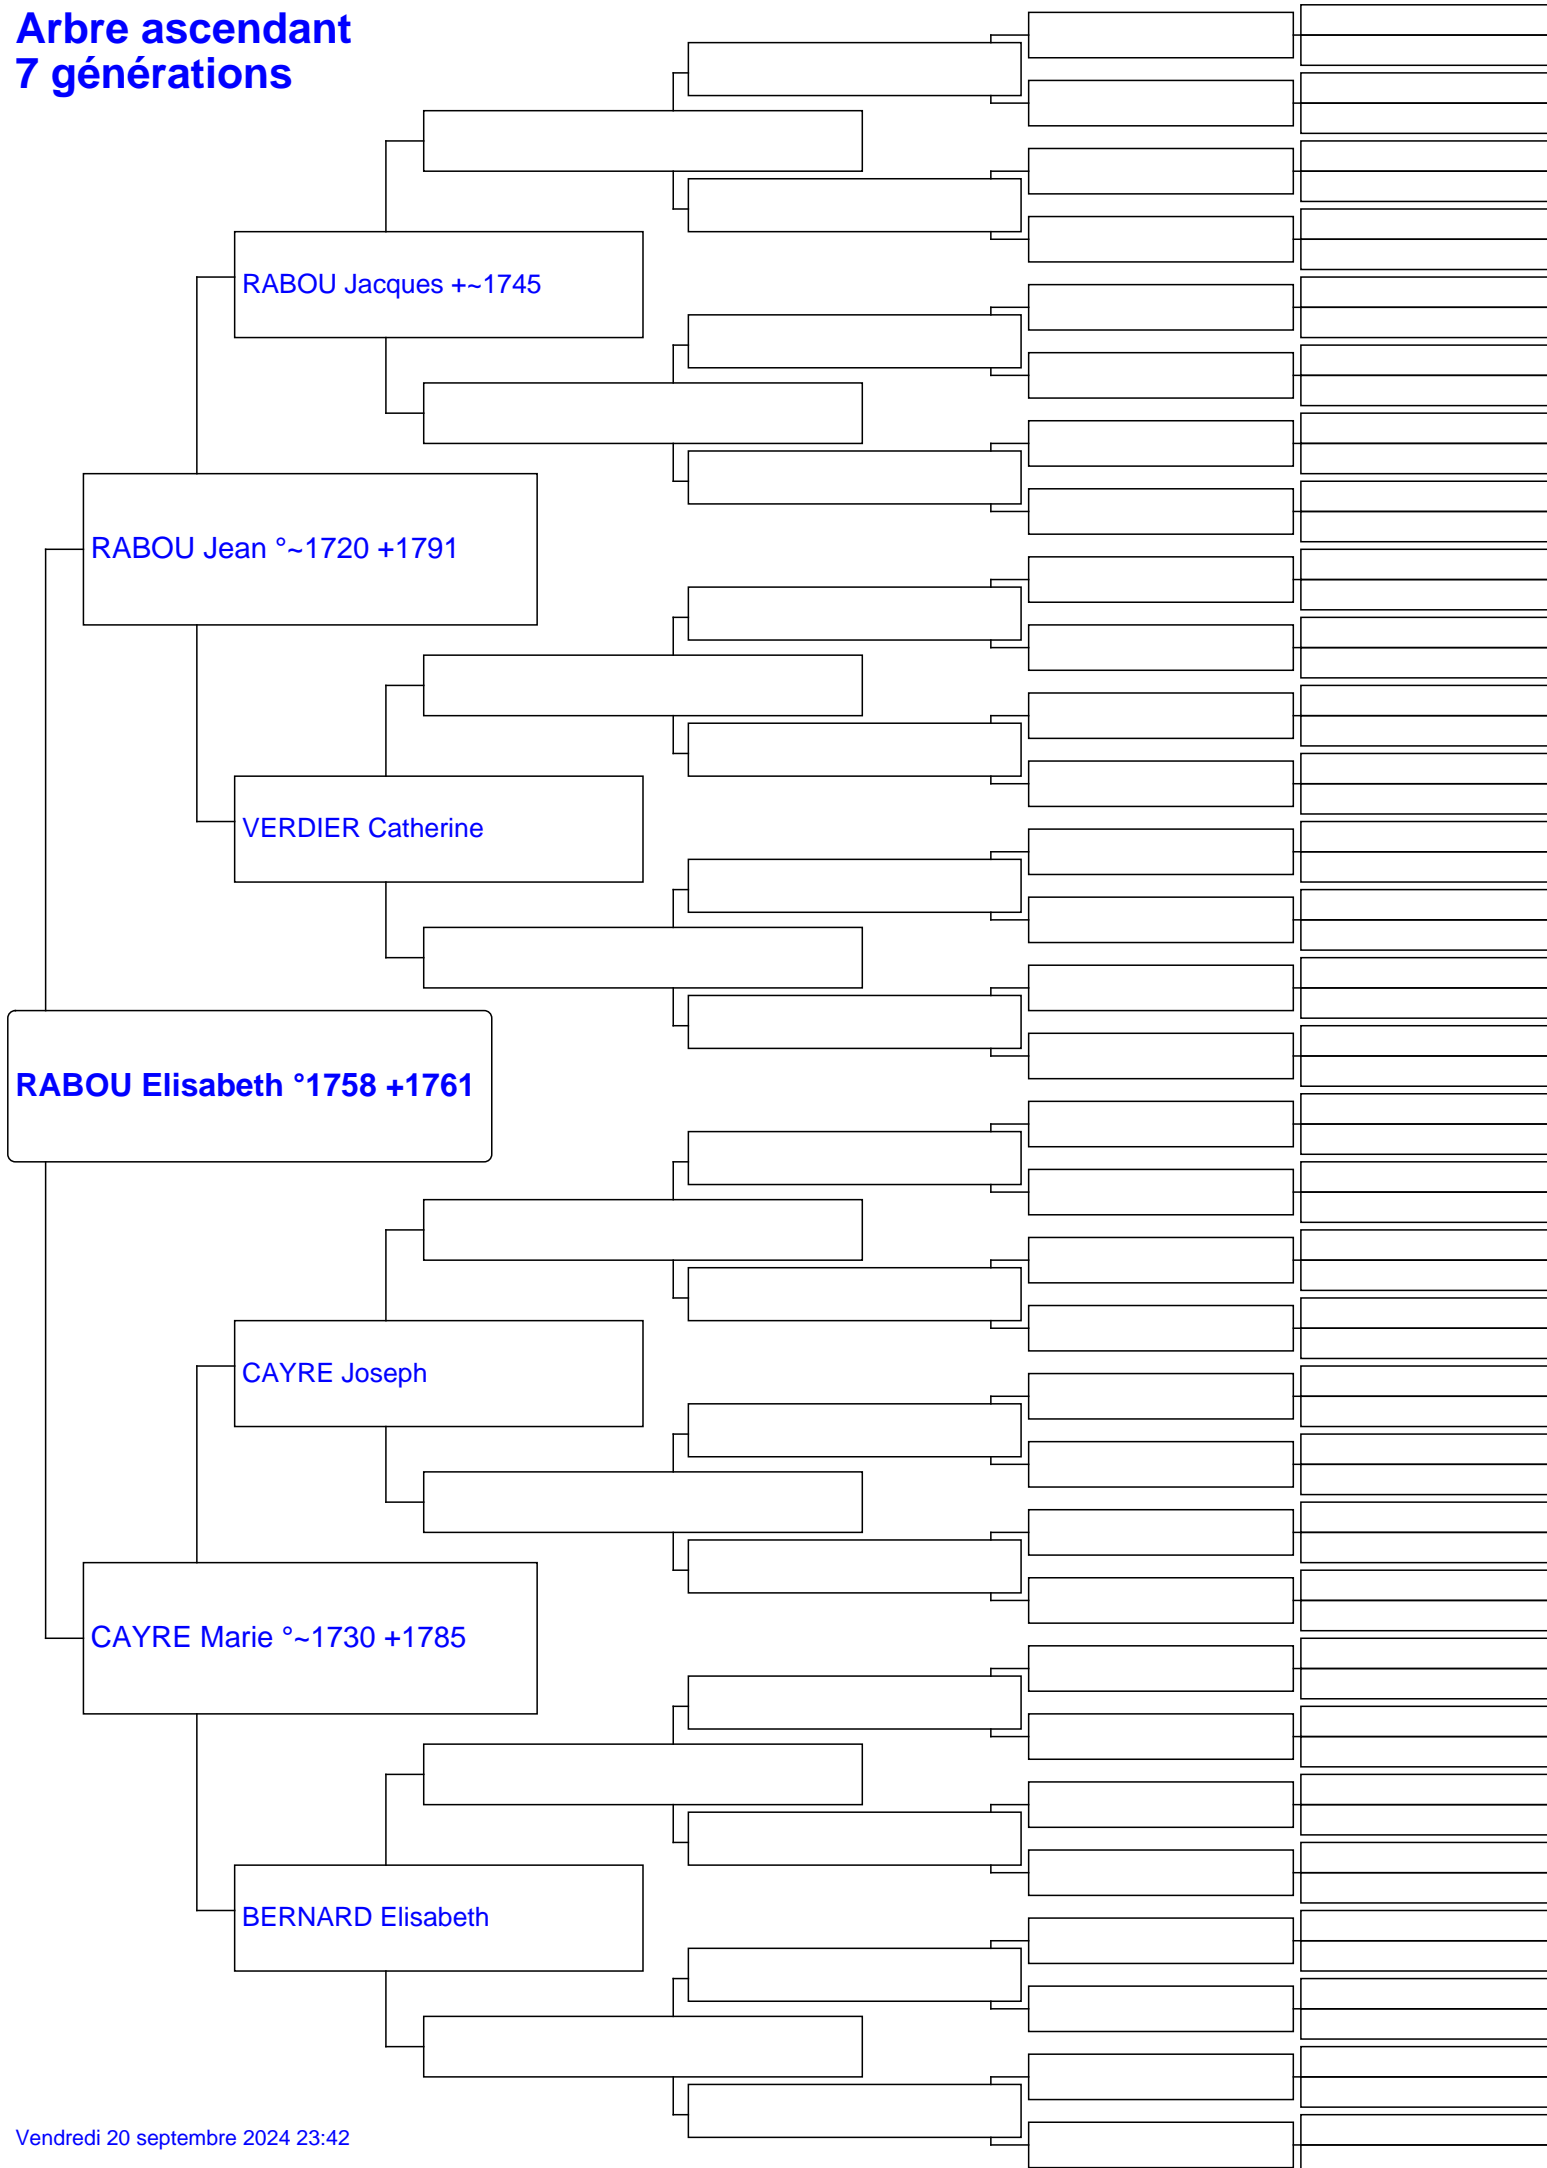 Arbre ascendant
7 générations
RABOU Jacques +~1745
RABOU Jean °~1720 +1791
VERDIER Catherine
RABOU Elisabeth °1758 +1761
CAYRE Joseph
CAYRE Marie °~1730 +1785
BERNARD Elisabeth
Vendredi 20 septembre 2024 23:42